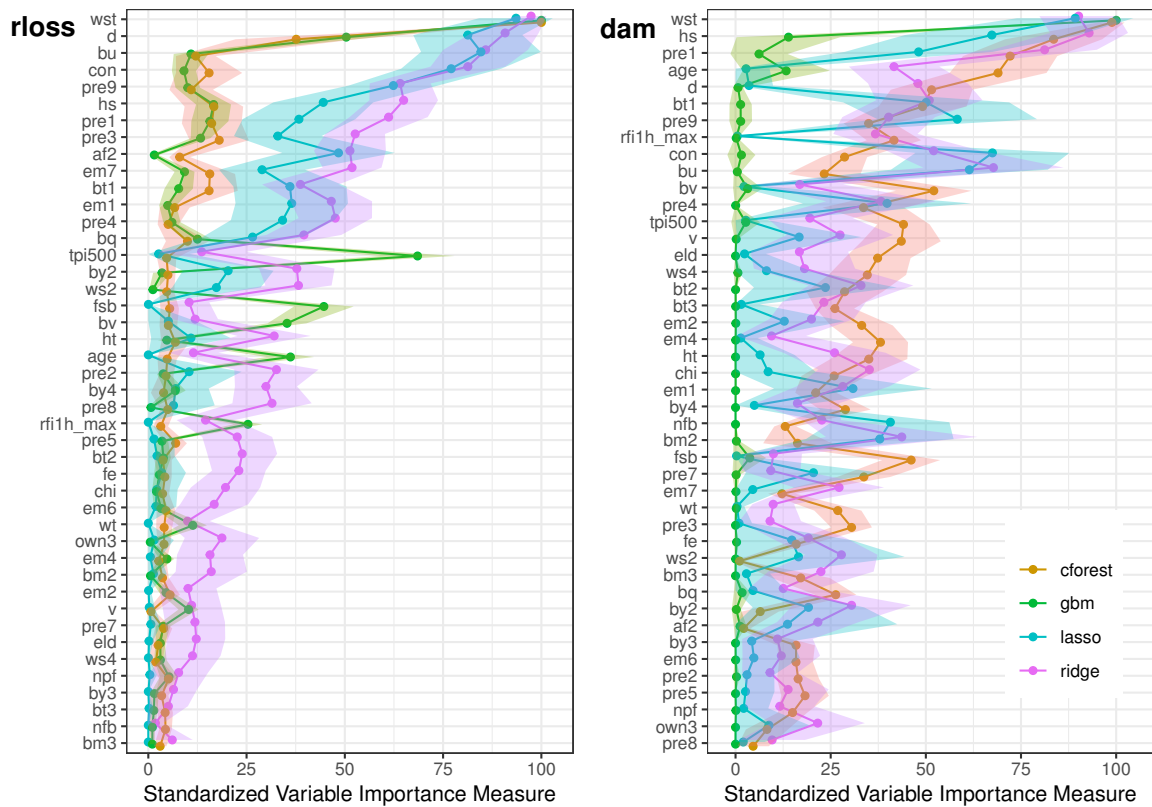 rloss
wst
d
bu
con
pre9
hs
pre1
pre3
af2
em7
bt1
em1
pre4
bq
tpi500
by2
ws2
fsb
bv
ht
age
pre2
by4
pre8
rfi1h_max
pre5
bt2
fe
chi
em6
wt
own3
em4
bm2
em2
v
pre7
eld
ws4
npf
by3
bt3
nfb
bm3
0 25 50 75 100
Standardized Variable Importance Measure
dam
wst
hs
pre1
age
d
bt1
pre9
rfi1h_max
con
bu
bv
pre4
tpi500
v
eld
ws4
bt2
bt3
em2
em4
ht
chi
em1
by4
nfb
bm2
fsb
pre7
em7
wt
pre3
fe
ws2
bm3
bq
by2
af2
by3
em6
pre2
pre5
npf
own3
pre8
0 25 50 75 100
Standardized Variable Importance Measure
cforest
gbm
lasso
ridge